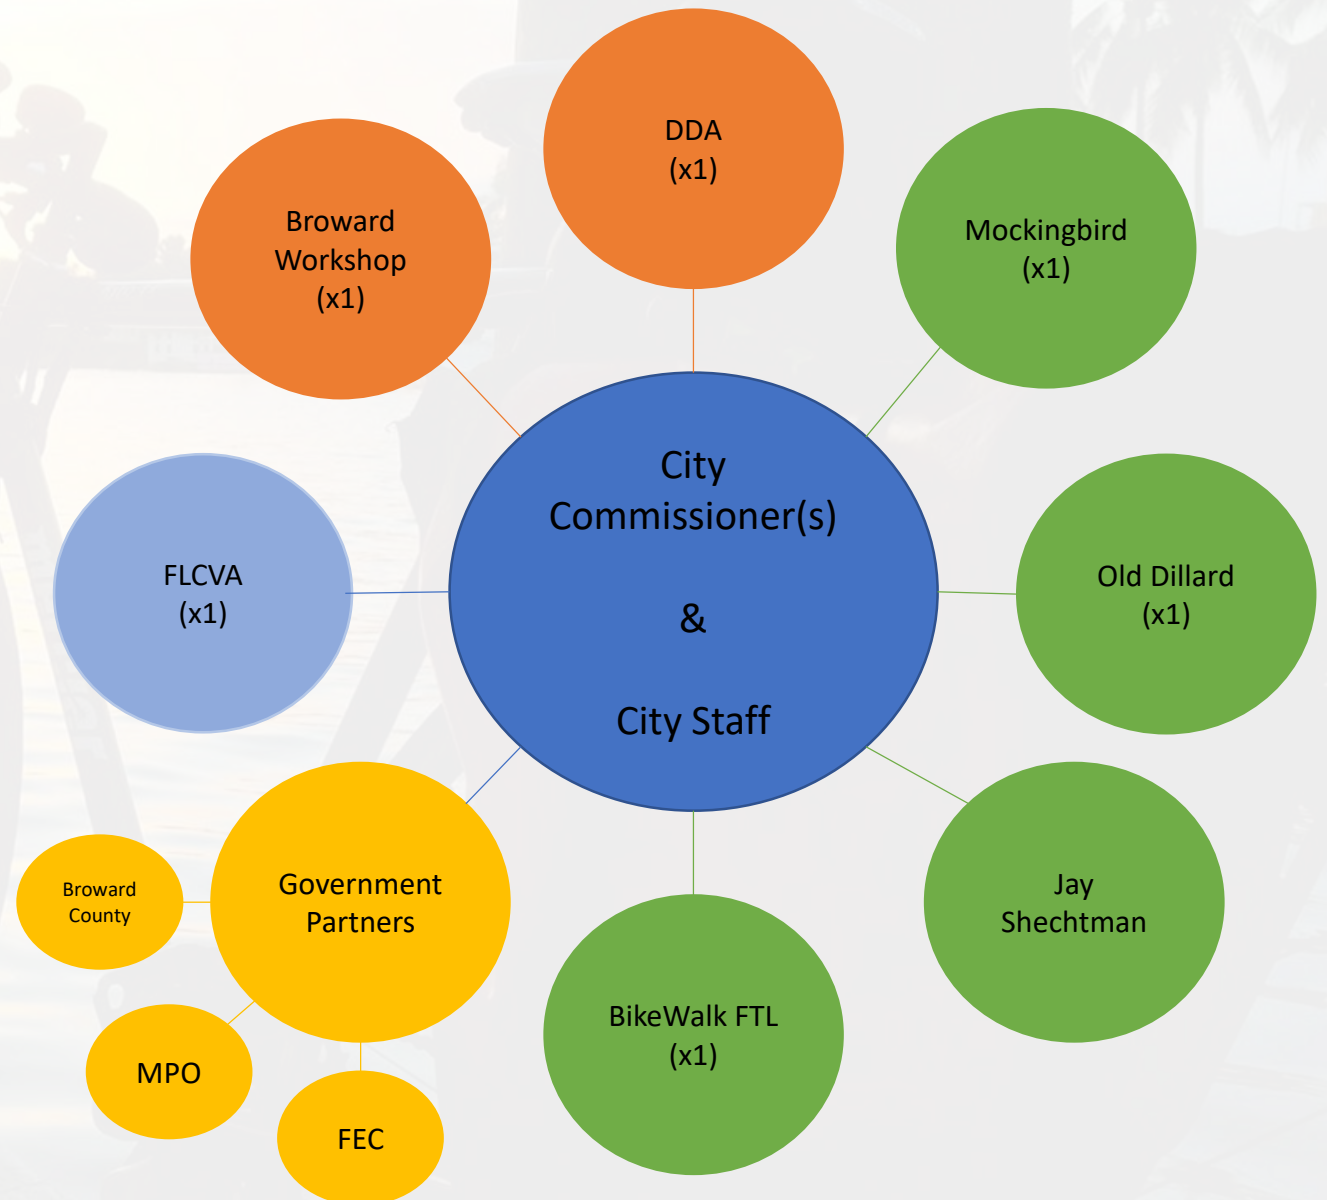 DDA
(x1)
Broward
Workshop
(x1)
Mockingbird
(x1)
City
Commissioner(s)
&
City Staff
FLCVA
(x1)
Old Dillard
(x1)
Government
Partners
Broward
County
MPO
FEC
BikeWalk FTL
(x1)
Jay
Shechtman